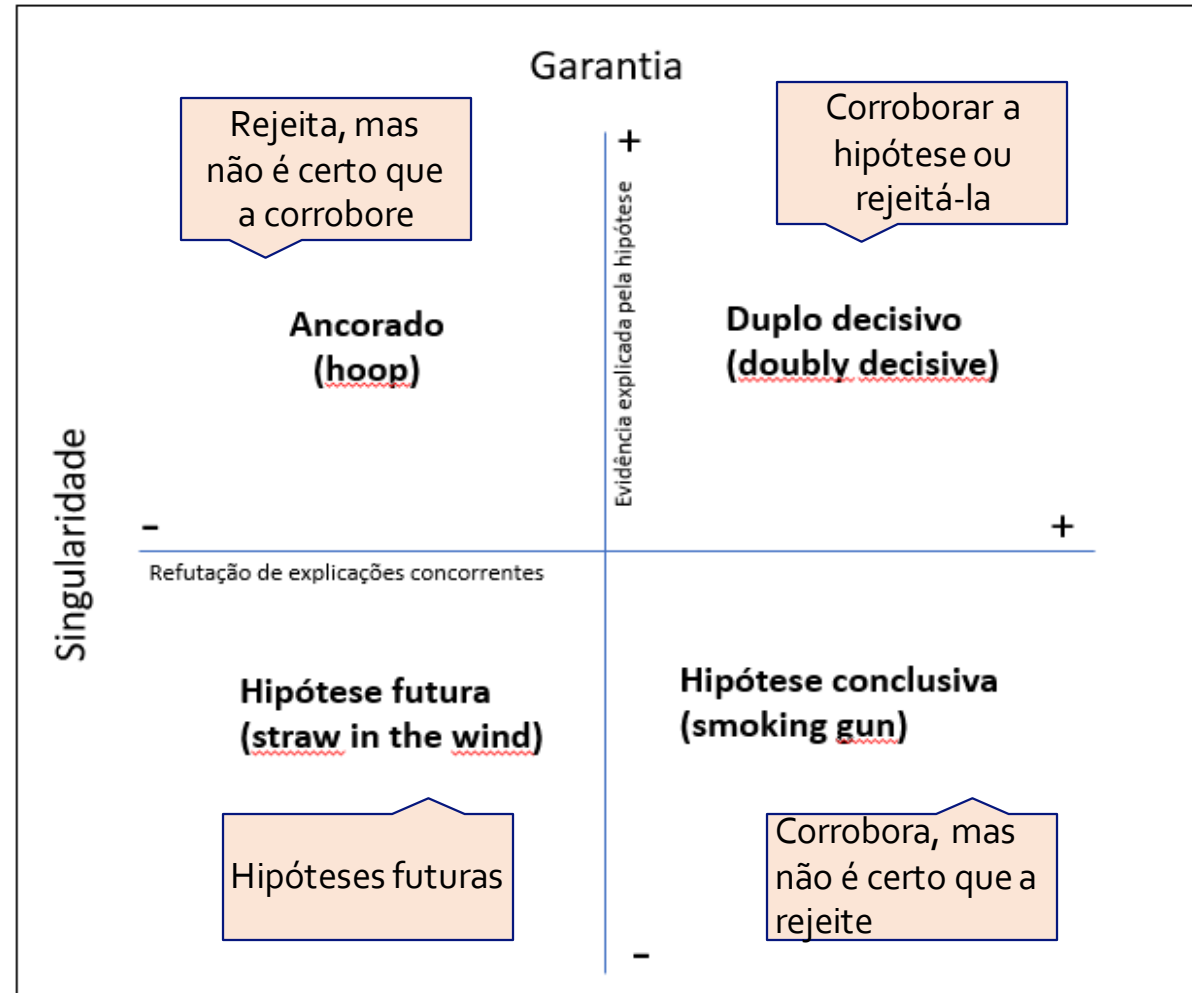 Garantia
Rejeita, mas
não é certo que
a corrobore
Corroborar a
hipótese ou
rejeitá-la
+
Evidência explicada pela hipótese
Ancorado
(hoop)
Duplo decisivo
(doubly decisive)
Singularidade
-
+
Refutação de explicações concorrentes
Hipótese futura
(straw in the wind)
Hipótese conclusiva
(smoking gun)
Hipóteses futuras
Corrobora, mas
não é certo que a
rejeite
-